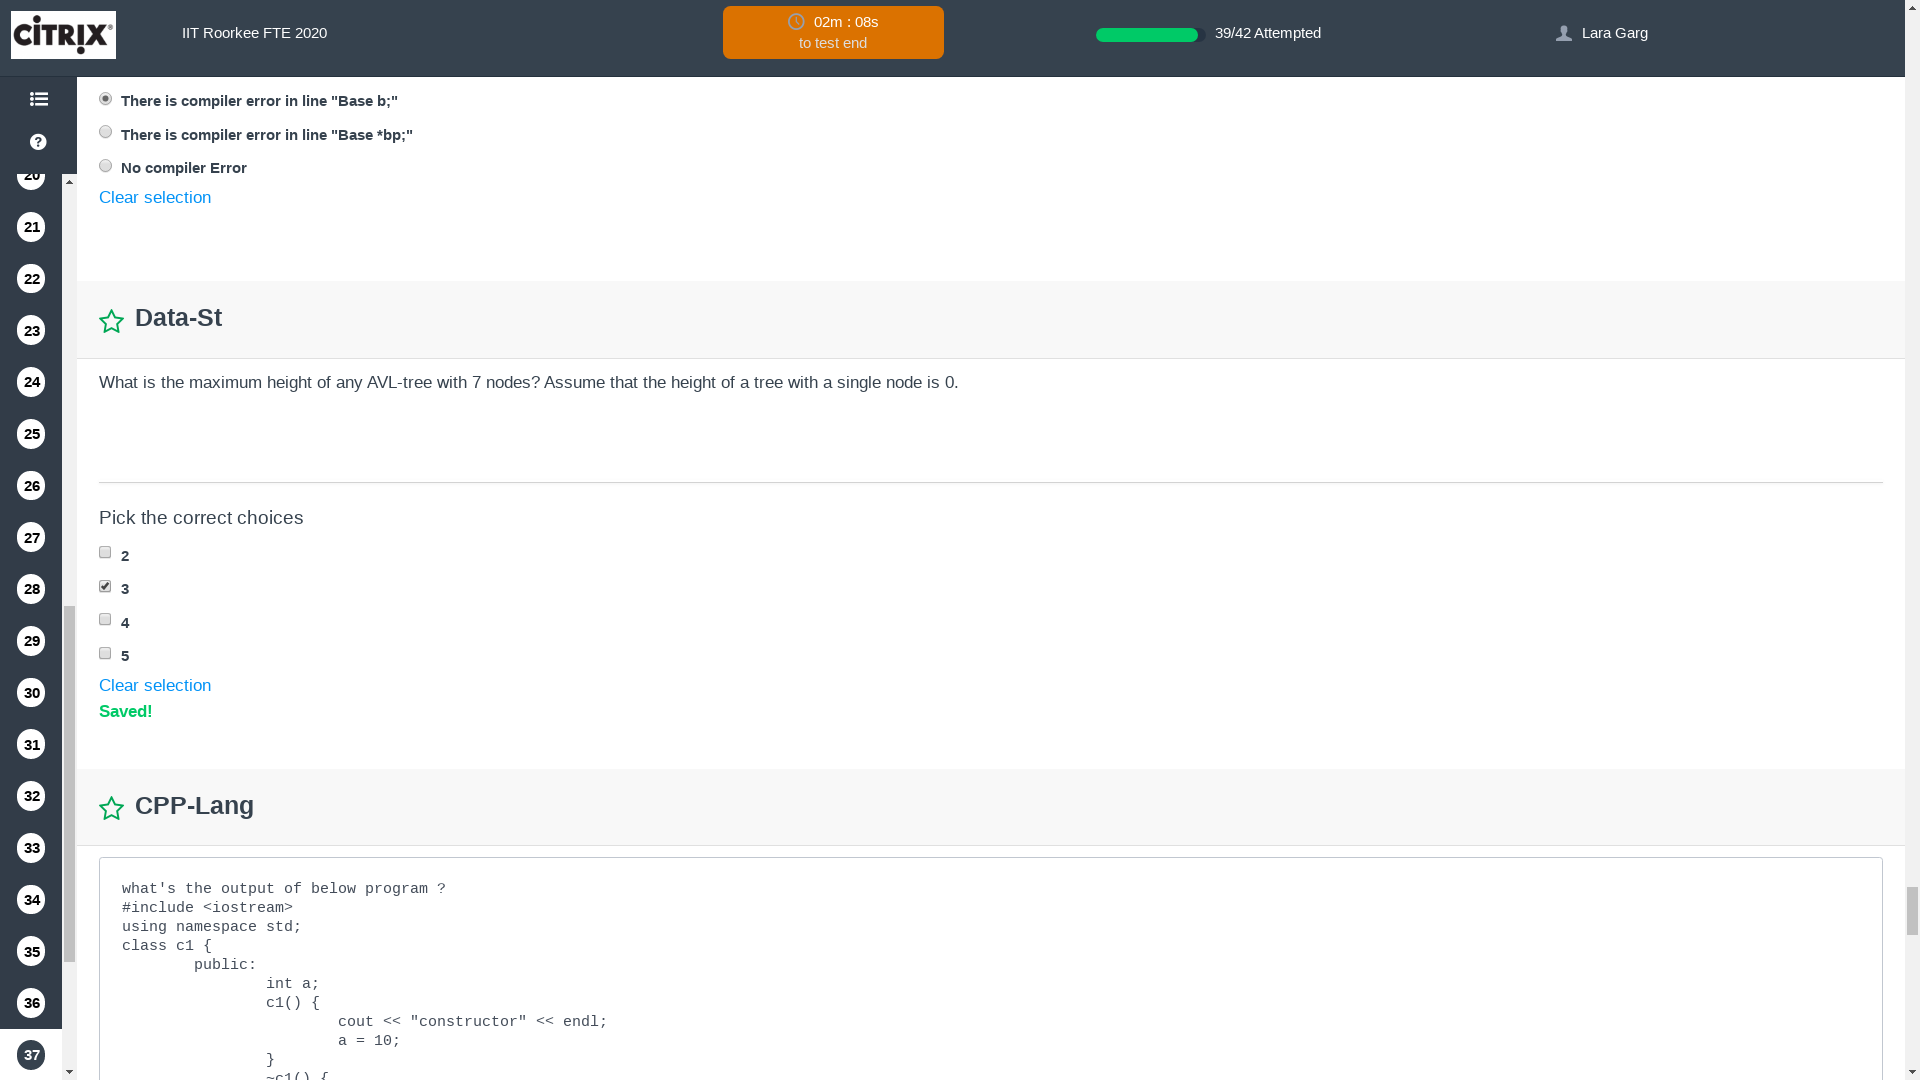 CITRIX®
IIT Roorkee FTE 2020
02m : 08s
to test end
39/42 Attempted
Lara Garg
There is compiler error in line "Base b;"
There is compiler error in line "Base *bp;"
No compiler Error
Clear selection
20
21
22
23
24
25
26
27
28
29
30
31
32
33
34
35
36
37
Data-St
What is the maximum height of any AVL-tree with 7 nodes? Assume that the height of a tree with a single node is 0.
Pick the correct choices
2
3
4
5
Clear selection
Saved!
CPP-Lang
what's the output of below program ?
#include <iostream>
using namespace std;
class c1 {
public:
int a;
c1() {
cout << "constructor" << endl;
a = 10;
}
~c1() {